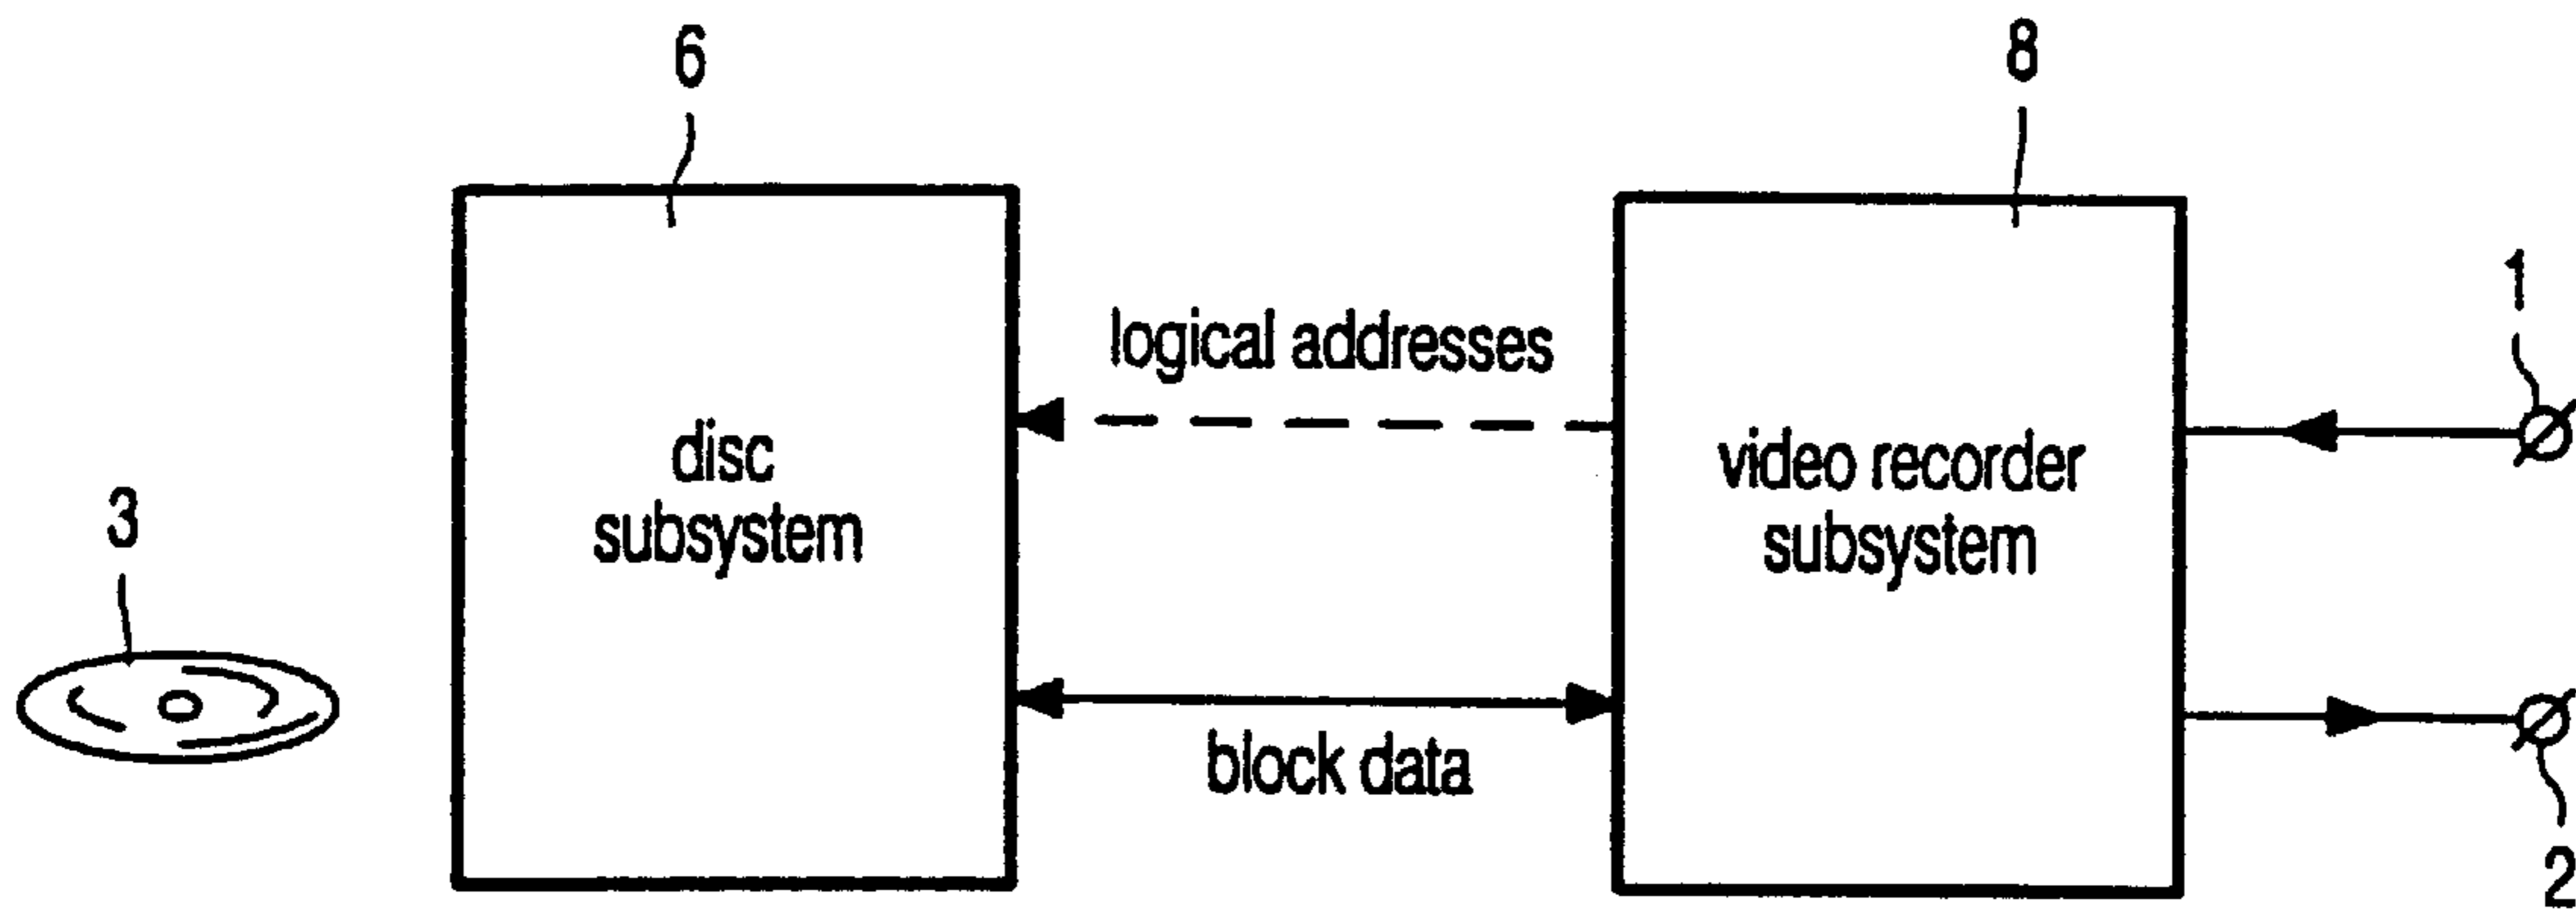 6
8
logical addresses
1
disc
subsystem
video recorder
subsystem
3
block data
2